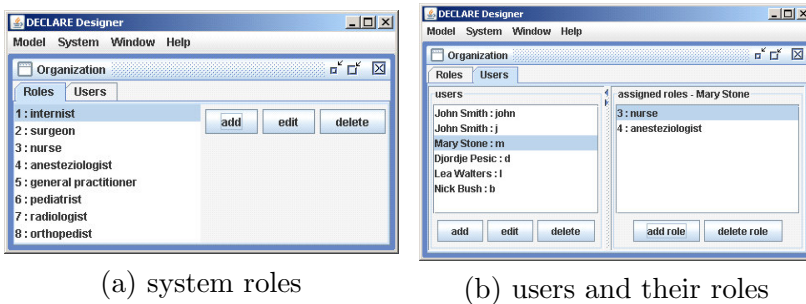 DECLARE Designer
Model System Window Help
Organization
Roles Users
1 : internist
2 : surgeon
3 : nurse
4 : anesteziologist
5 : general practitioner
6 : pediatrist
7 : radiologist
8 : orthopedist
add edit delete
(a) system roles
DECLARE Designer
Model System Window Help
Organization
Roles Users
users
John Smith : john
John Smith : j
Mary Stone : m
Djordje Pesic : d
Lea Walters : l
Nick Bush : b
add edit delete
assigned roles - Mary Stone
3 : nurse
4 : anesteziologist
add role delete role
(b) users and their roles